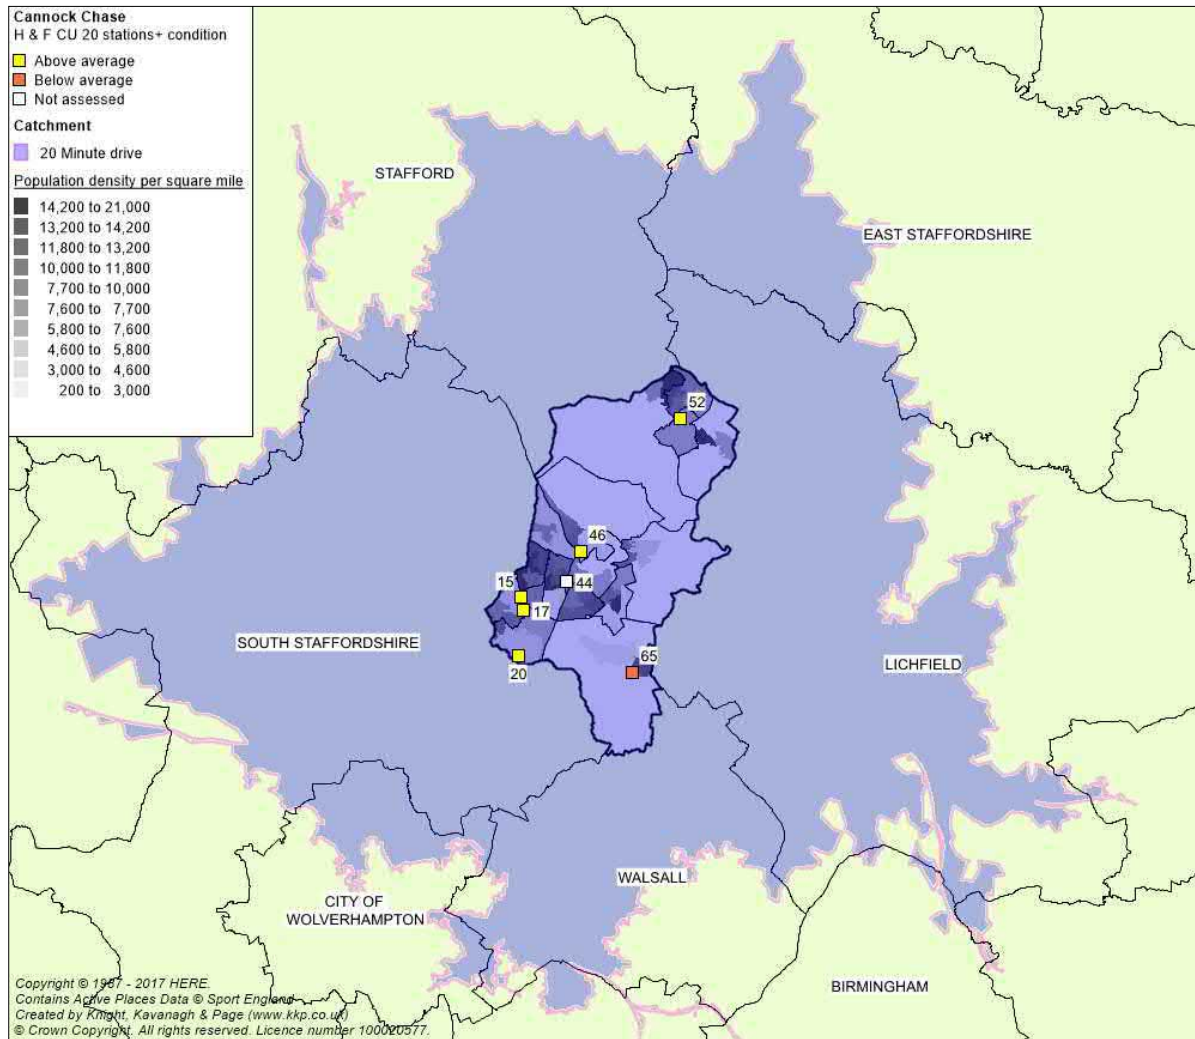 Cannock Chase
H & F CU 20 stations+ condition
Above average
Below average
Not assessed
Catchment
20 Minute drive
Population density per square mile
14,200 to 21,000
13,200 to 14,200
11,800 to 13,200
10,000 to 11,800
7,700 to 10,000
7,600 to 7,700
5,800 to 7,600
4,600 to 5,800
3,000 to 4,600
200 to 3,000
STAFFORD
EAST STAFFORDSHIRE
52
46
15
44
17
SOUTH STAFFORDSHIRE
65
LICHFIELD
20
WALSALL
CITY OF
WOLVERHAMPTON
BIRMINGHAM
Copyright © 1987 - 2017 HERE.
Contains Active Places Data © Sport England
Created by Knight, Kavanagh & Page (www.kkp.co.uk)
© Crown Copyright. All rights reserved. Licence number 100020577.